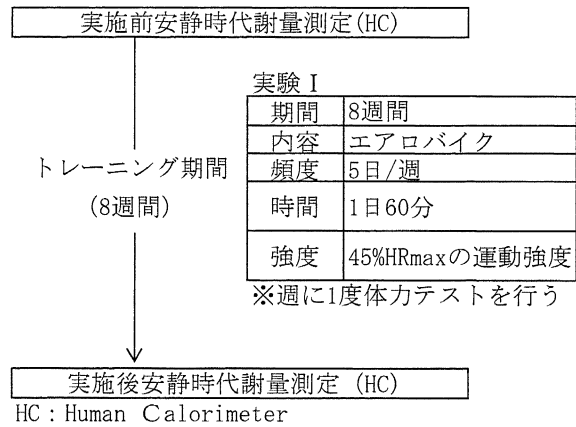 実施前安静時代謝量測定(HC)
実験Ⅰ
期間 8週間
内容 エアロバイク
頻度 5日/週
時間 1日60分
強度 45%HRmaxの運動強度
※週に1度体力テストを行う
トレーニング期間
(8週間)
実施後安静時代謝量測定 (HC)
HC：Human Calorimeter